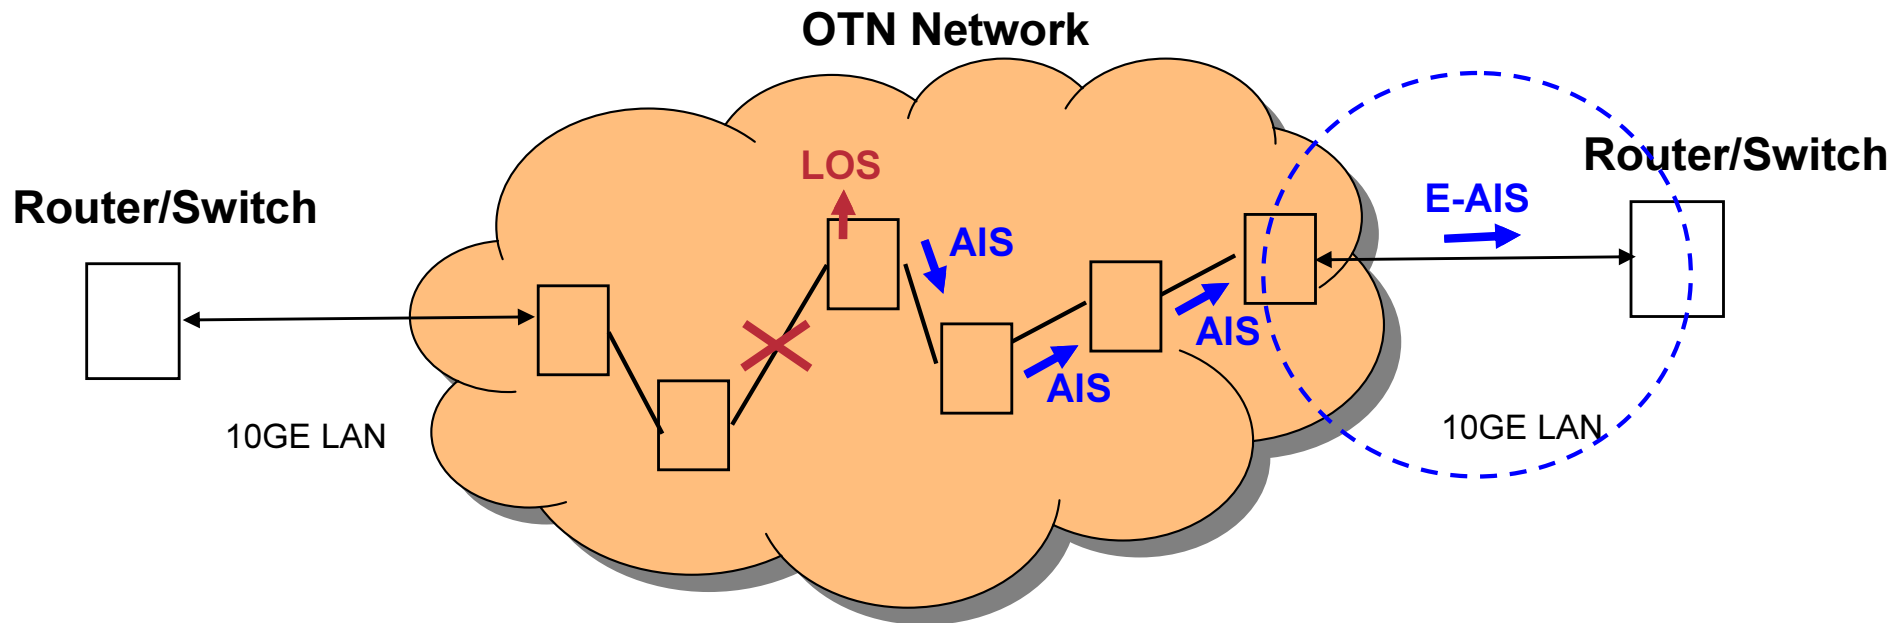 OTN Network
Router/Switch
LOS
Router/Switch
E-AIS
AIS
AIS
AIS
10GE LAN
10GE LAN